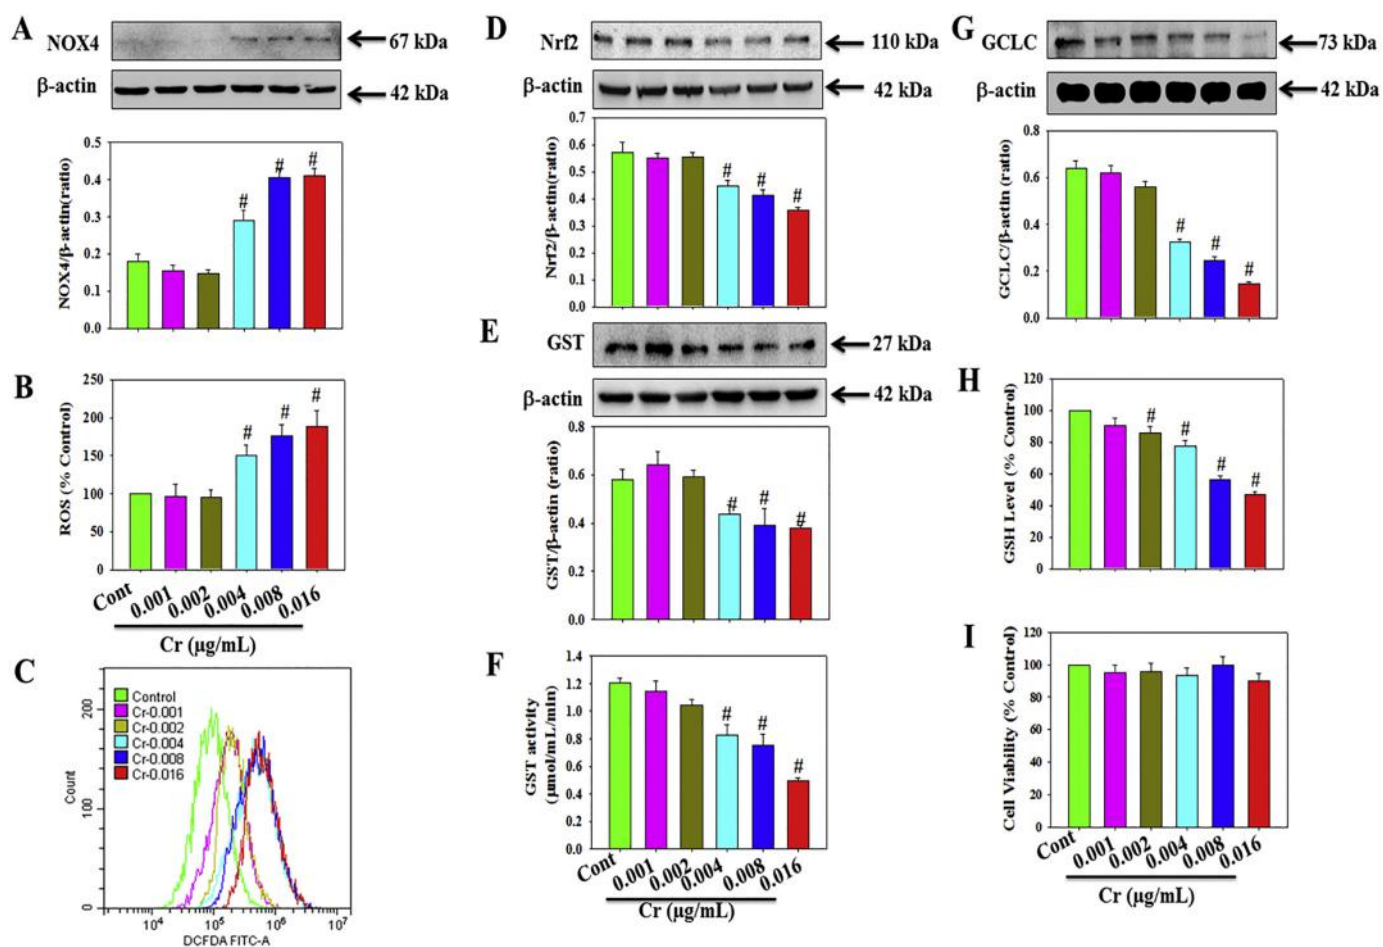 A
NOX4
67 kDa
β-actin
42 kDa
NOX4/β-actin(ratio)
0.5
0.4
0.3
0.2
0.1
0.0
# # #
B
ROS (% Control)
250
200
150
100
50
0
# # #
Cont 0.001 0.002 0.004 0.008 0.016
Cr (µg/mL)
C
Count
200
100
0
Control
Cr-0.001
Cr-0.002
Cr-0.004
Cr-0.008
Cr-0.016
10⁴ 10⁵ 10⁶ 10⁷
DCFDA FITC-A
D
Nrf2
110 kDa
β-actin
42 kDa
Nrf2/β-actin(ratio)
0.7
0.6
0.5
0.4
0.3
0.2
0.1
0.0
# # #
E
GST
27 kDa
β-actin
42 kDa
GST/β-actin (ratio)
0.8
0.6
0.4
0.2
0.0
# # #
F
GST activity
(µmol/mL/min)
1.4
1.2
1.0
0.8
0.6
0.4
0.2
0.0
# # #
Cont 0.001 0.002 0.004 0.008 0.016
Cr (µg/mL)
G
GCLC
73 kDa
β-actin
42 kDa
GCLC/β-actin (ratio)
0.8
0.6
0.4
0.2
0.0
# # #
H
GSH Level (% Control)
120
100
80
60
40
20
0
# # # #
I
Cell Viability (% Control)
120
100
80
60
40
20
0
Cont 0.001 0.002 0.004 0.008 0.016
Cr (µg/mL)